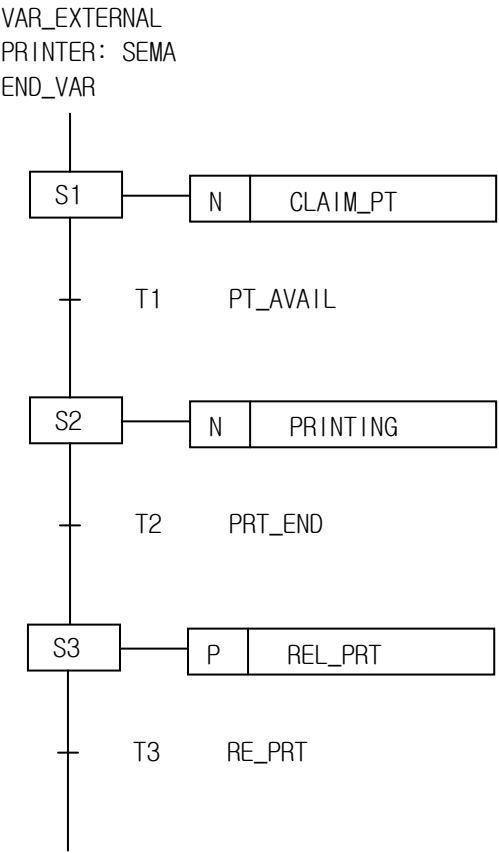 VAR_EXTERNAL
PRINTER: SEMA
END_VAR
S1 N CLAIM_PT
T1 PT_AVAIL
S2 N PRINTING
T2 PRT_END
S3 P REL_PRT
T3 RE_PRT